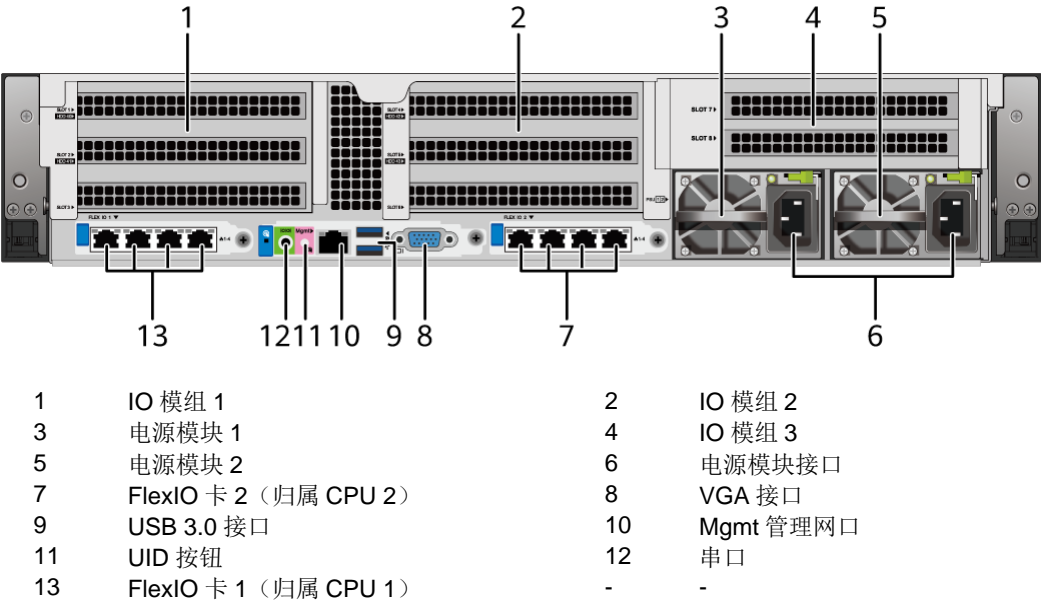 1 2 3 4 5
SLOT 7
SLOT 8
FLEX IO 1 ▼ FLEX IO 2 ▼
Mgmt
13 12 11 10 9 8 7 6
1 IO 模组 1 2 IO 模组 2
3 电源模块 1 4 IO 模组 3
5 电源模块 2 6 电源模块接口
7 FlexIO 卡 2（归属 CPU 2） 8 VGA 接口
9 USB 3.0 接口 10 Mgmt 管理网口
11 UID 按钮 12 串口
13 FlexIO 卡 1（归属 CPU 1） - -